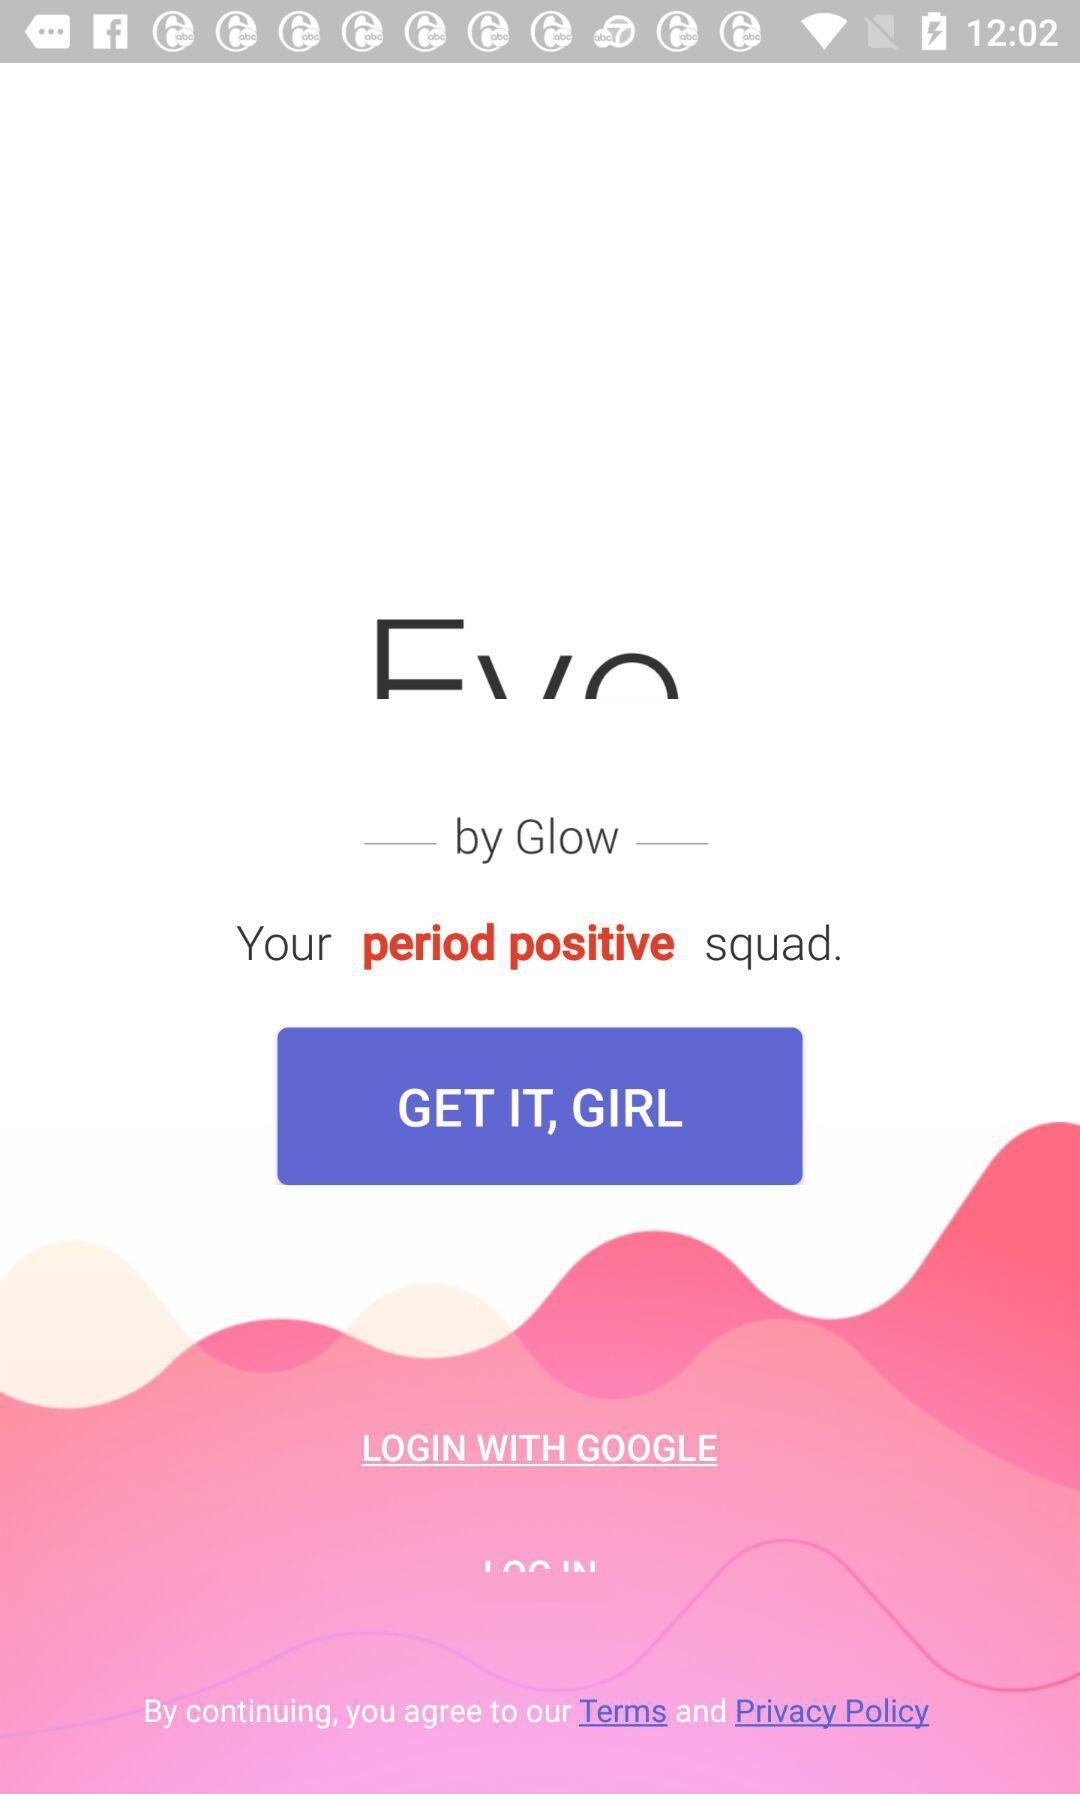 12:02
Eve
by Glow
Your period positive squad.
GET IT, GIRL
LOGIN WITH GOOGLE
LOG IN
By continuing, you agree to our Terms and Privacy Policy